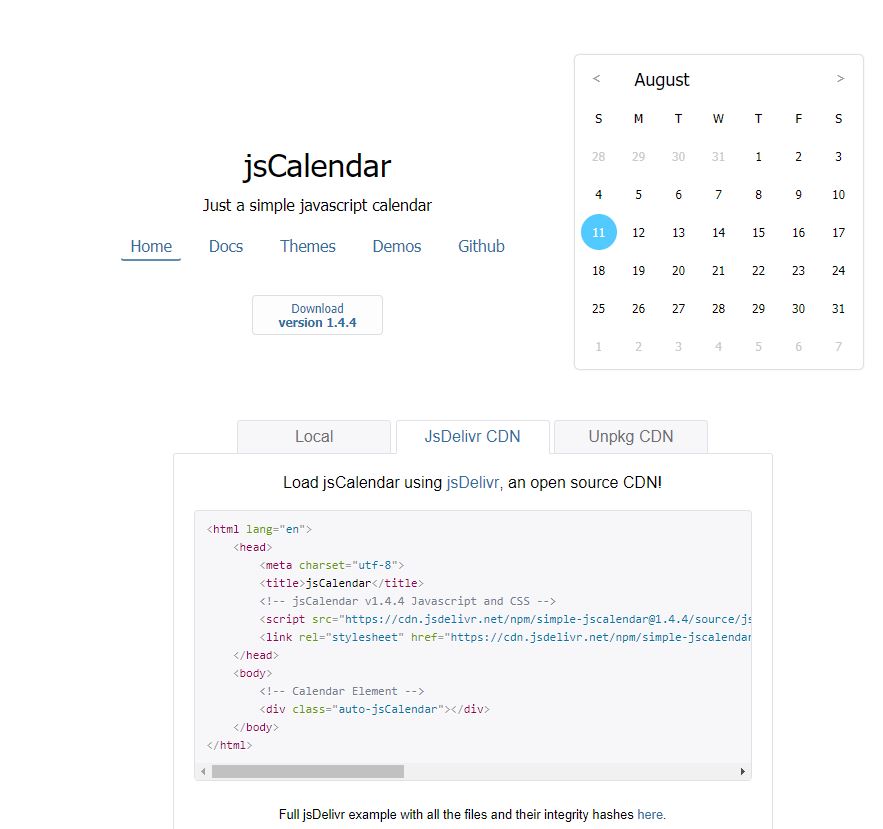 jsCalendar
Just a simple javascript calendar
Home Docs Themes Demos Github
Download
version 1.4.4
< August >
S M T W T F S
28 29 30 31 1 2 3
4 5 6 7 8 9 10
11 12 13 14 15 16 17
18 19 20 21 22 23 24
25 26 27 28 29 30 31
1 2 3 4 5 6 7
Local JsDelivr CDN Unpkg CDN
Load jsCalendar using jsDelivr, an open source CDN!
<html lang="en">
<head>
<meta charset="utf-8">
<title>jsCalendar</title>
<!-- jsCalendar v1.4.4 Javascript and CSS -->
<script src="https://cdn.jsdelivr.net/npm/simple-jscalendar@1.4.4/source/js
<link rel="stylesheet" href="https://cdn.jsdelivr.net/npm/simple-jscalendar
</head>
<body>
<!-- Calendar Element -->
<div class="auto-jsCalendar"></div>
</body>
</html>
Full jsDelivr example with all the files and their integrity hashes here.